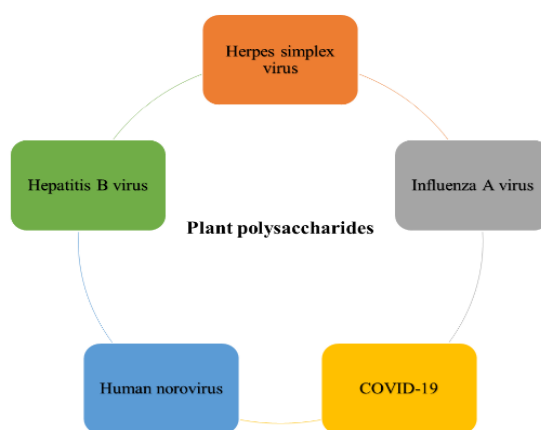 Herpes simplex
virus
Hepatitis B virus
Influenza A virus
Plant polysaccharides
Human norovirus
COVID-19